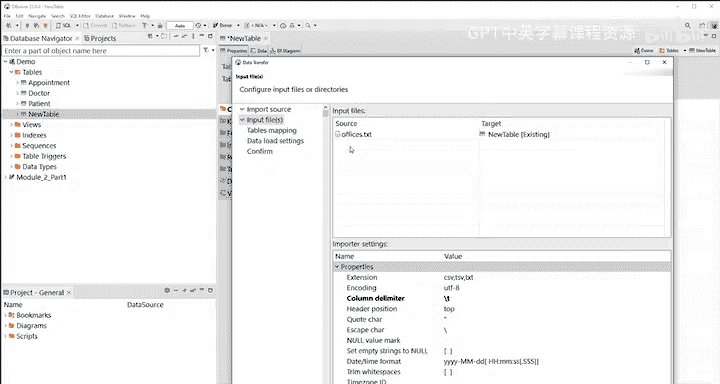 DBeaver 23.0.4 - NewTable
File Edit Navigate Search SQL Editor Database Window Help
Auto Demo < N/A >
GPT中英字幕课程资源
Database Navigator Projects
Enter a part of object name here
Demo
Tables
Appointment
Doctor
Patient
NewTable
Views
Indexes
Sequences
Table Triggers
Data Types
Module_2_Part1
*NewTable
Properties Data ER Diagram
Demo Tables NewTable
Data Transfer
Input file(s)
Configure input files or directories
Import source
Input file(s)
Tables mapping
Data load settings
Confirm
Input files:
Source Target
offices.txt NewTable [Existing]
Importer settings:
Name Value
Properties
Extension csv,tsv,txt
Encoding utf-8
Column delimiter \t
Header position top
Quote char "
Escape char \
NULL value mark
Set empty strings to NULL [ ]
Date/time format yyyy-MM-dd[ HH:mm:ss[.SSS]]
Trim whitespaces [ ]
Timezone ID
Project - General
Name DataSource
Bookmarks
Diagrams
Scripts